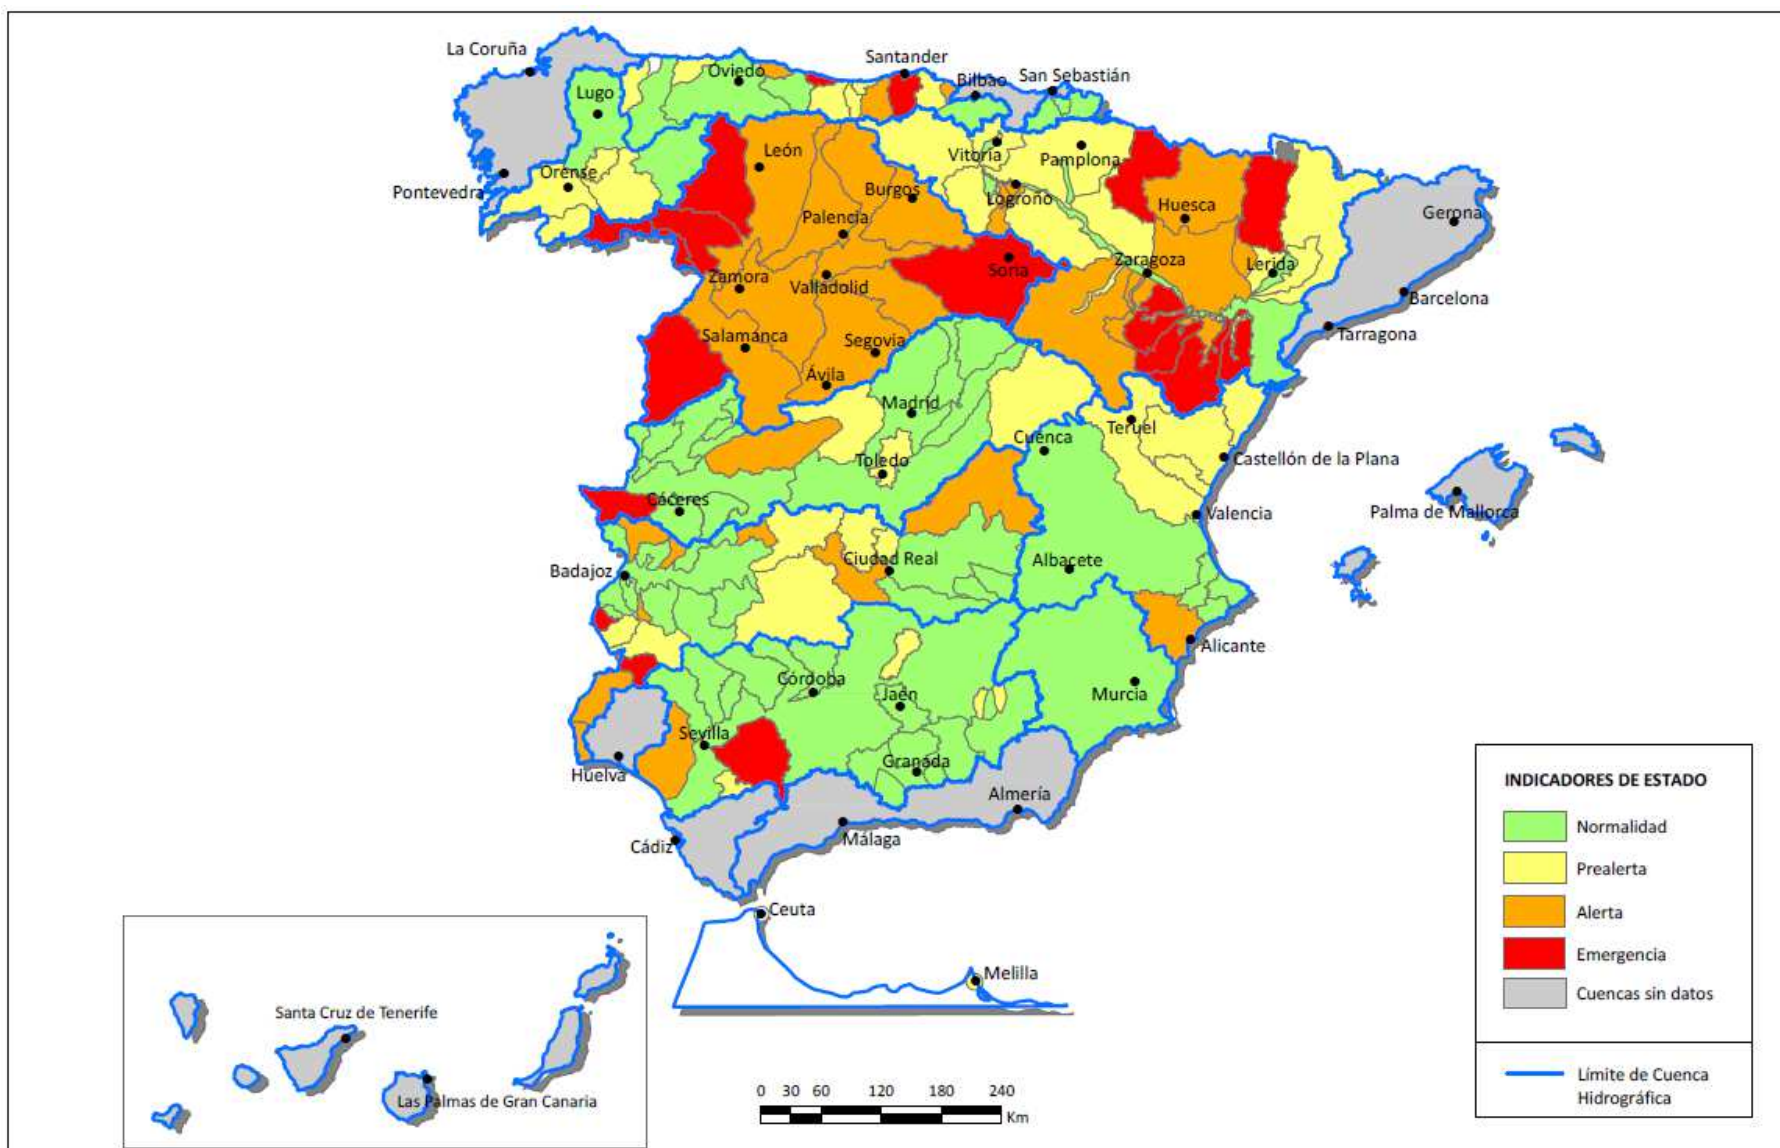 La Coruña
Santander
Oviedo
Bilbao
San Sebastián
Lugo
León
Vitoria
Pamplona
Orense
Pontevedra
Burgos
Logroño
Huesca
Palencia
Gerona
Soria
Zaragoza
Lerida
Zamora
Valladolid
Barcelona
Salamanca
Segovia
Tarragona
Ávila
Madrid
Teruel
Cuenca
Toledo
Castellón de la Plana
Cáceres
Valencia
Palma de Mallorca
Badajoz
Ciudad Real
Albacete
Alicante
Córdoba
Jaén
Murcia
Sevilla
Huelva
Granada
Almería
Cádiz
Málaga
Ceuta
Melilla
Santa Cruz de Tenerife
Las Palmas de Gran Canaria
0 30 60 120 180 240
Km
INDICADORES DE ESTADO
Normalidad
Prealerta
Alerta
Emergencia
Cuencas sin datos
Límite de Cuenca
Hidrográfica